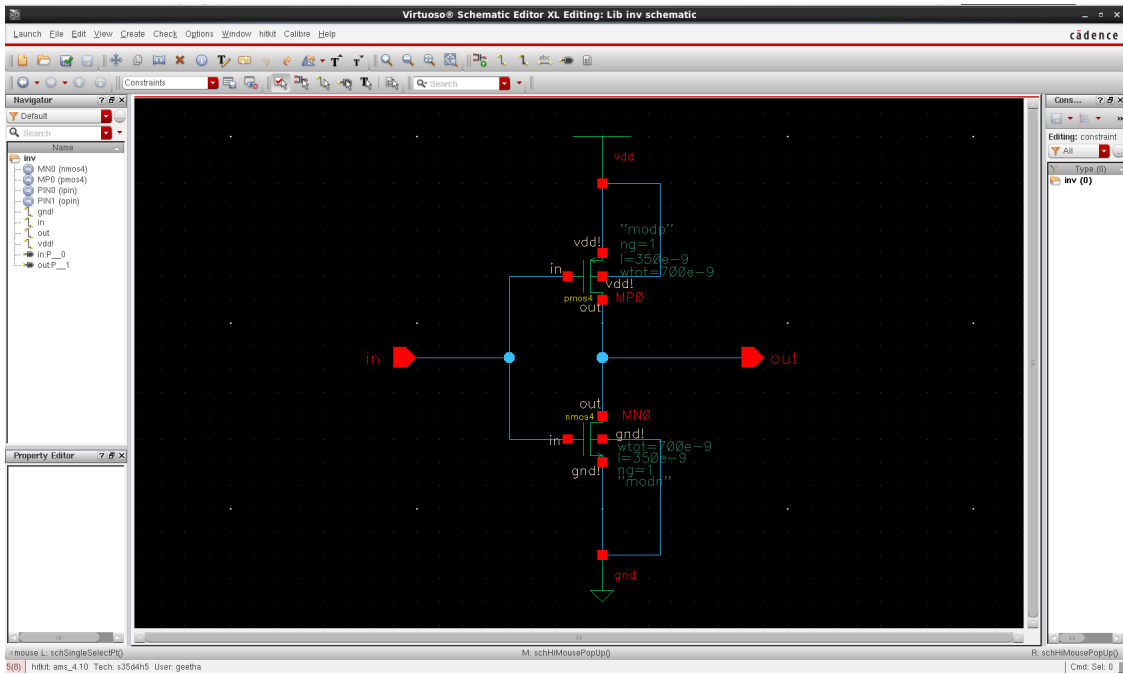 Virtuoso® Schematic Editor XL Editing: Lib inv schematic
Launch File Edit View Create Check Options Window hitkit Calibre Help
cādence
abc
Constraints
Search
Navigator
Default
Search
Name
inv
MN0 (nmos4)
MP0 (pmos4)
PIN0 (ipin)
PIN1 (opin)
gnd!
in
out
vdd!
in:P__0
out:P__1
Property Editor
vdd
"modp"
vdd!
ng=1
l=350e-9
in
wtot=700e-9
vdd!
pmos4
MP0
out
in
out
out
nmos4
MN0
gnd!
in
wtot=700e-9
l=350e-9
gnd!
ng=1
"modn"
gnd
Cons...
Editing: constraint
All
Type (0)
inv (0)
mouse L: schSingleSelectPt()
M: schHiMousePopUp()
R: schHiMousePopUp()
5(8)
hitkit: ams_4.10 Tech: s35d4h5 User: geetha
Cmd: Sel: 0